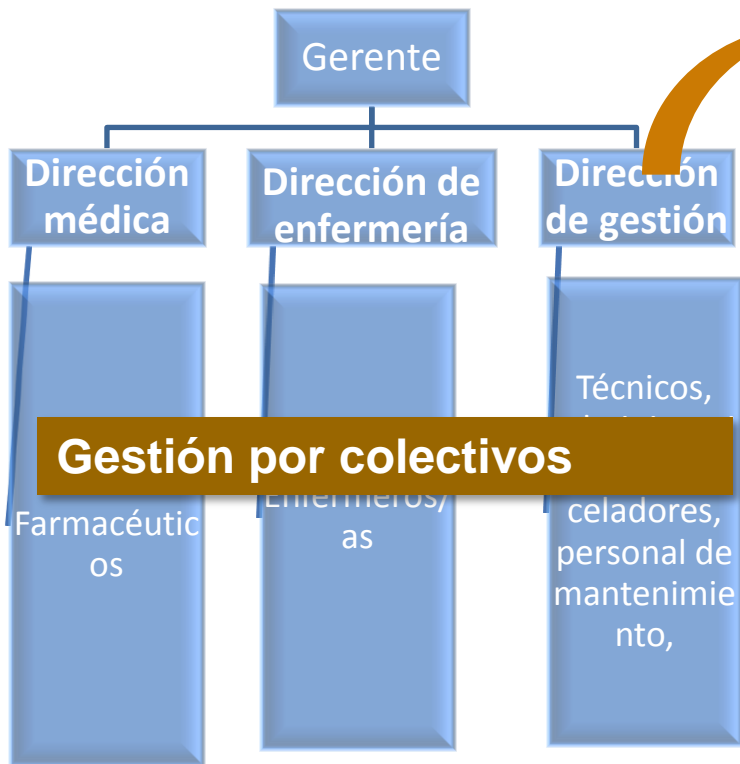 Gerente
Dirección
médica
Dirección de
enfermería
Dirección
de gestión
Farmacéutic
os
Enfermeros/
as
Técnicos,
celadores,
personal de
mantenimie
nto,
Gestión por colectivos